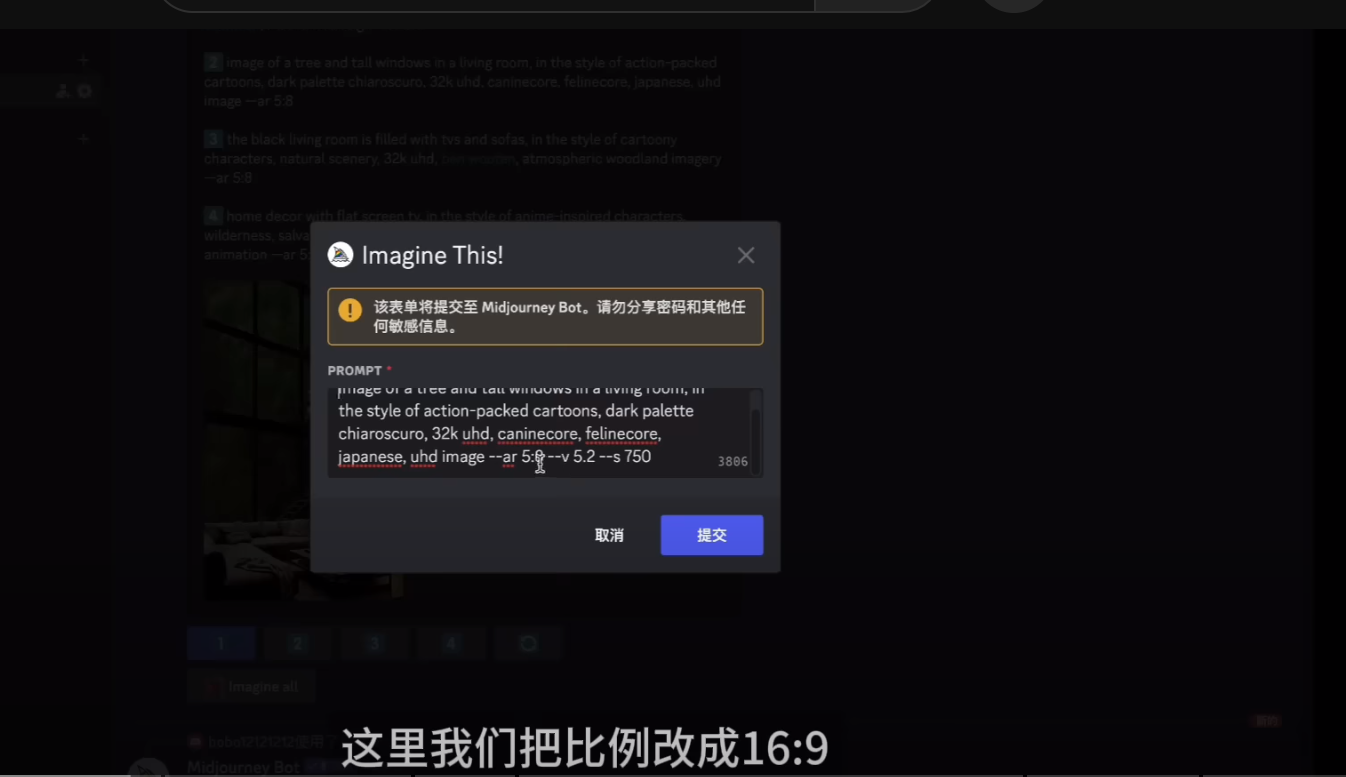 2 image of a tree and tall windows in a living room, in the style of action-packed
cartoons, dark palette chiaroscuro, 32k uhd, caninecore, felinecore, japanese, uhd
image —ar 5:8
3 the black living room is filled with tvs and sofas, in the style of cartoony
characters, natural scenery, 32k uhd, atmospheric woodland imagery
—ar 5:8
4 home decor with flat screen tv, in the style of anime-inspired characters,
wilderness, salva
animation —ar 5:
Imagine This!
该表单将提交至 Midjourney Bot。请勿分享密码和其他任
何敏感信息。
PROMPT *
image of a tree and tall windows in a living room, in
the style of action-packed cartoons, dark palette
chiaroscuro, 32k uhd, caninecore, felinecore,
japanese, uhd image --ar 5:8 --v 5.2 --s 750
3806
取消
提交
1 2 3 4
Imagine all
Midjourney Bot
这里我们把比例改成16:9